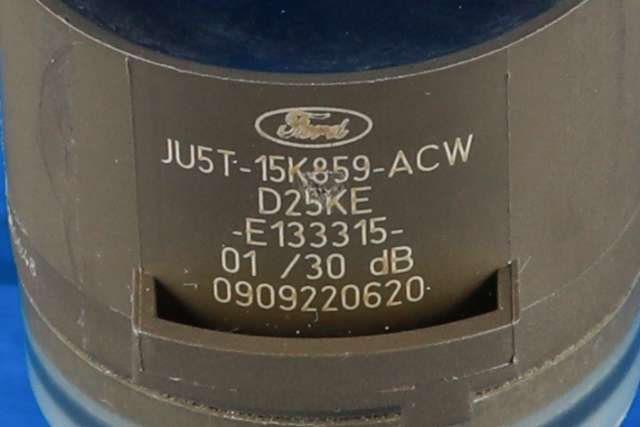 Ford
JU5T-15K859-ACW
D25KE
-E133315-
01 /30 dB
0909220620